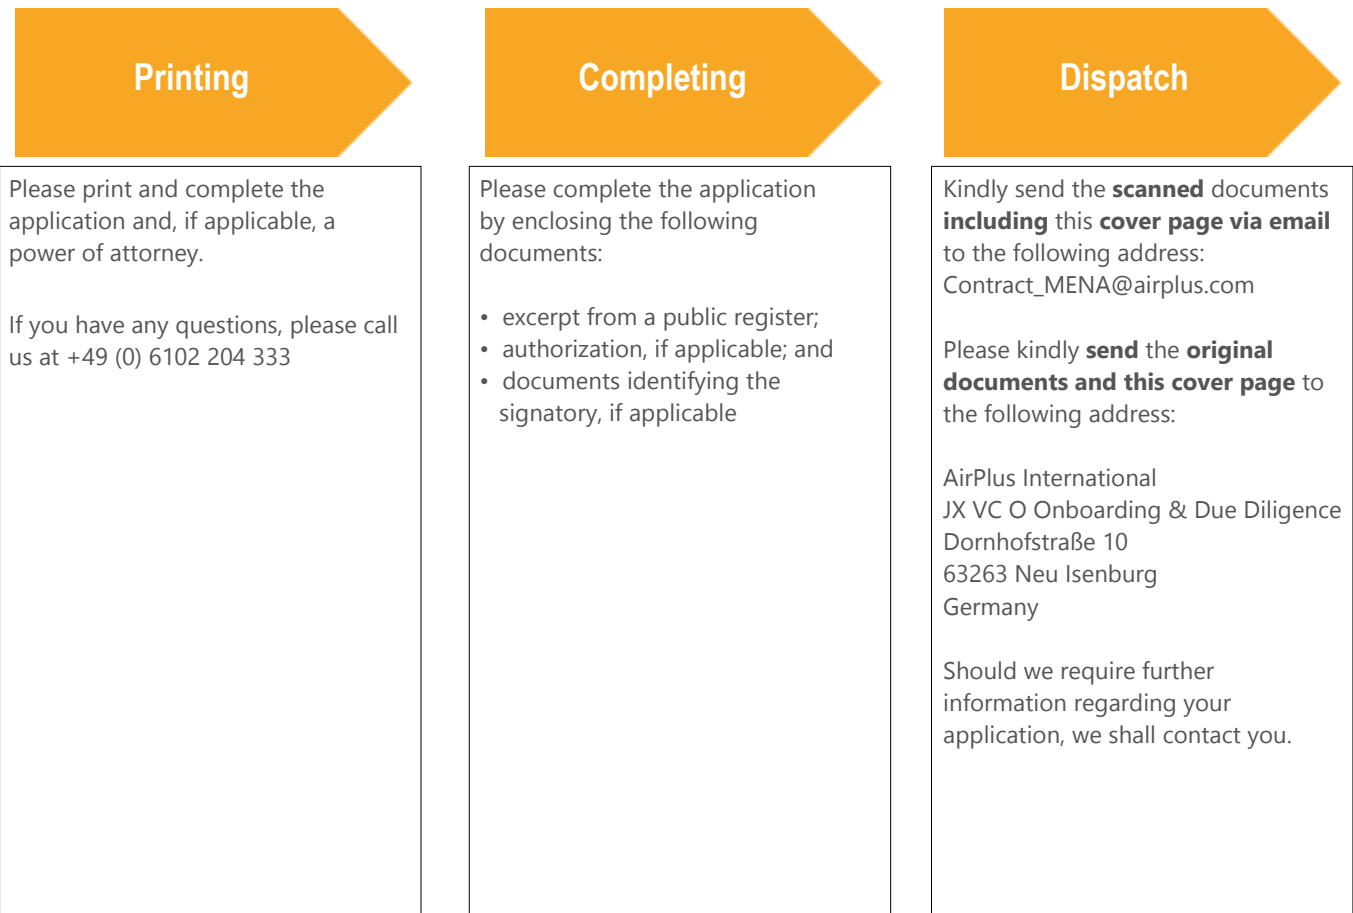 Printing
Please print and complete the
application and, if applicable, a
power of attorney.
If you have any questions, please call
us at +49 (0) 6102 204 333
Completing
Please complete the application
by enclosing the following
documents:
• excerpt from a public register;
• authorization, if applicable; and
• documents identifying the
signatory, if applicable
Dispatch
Kindly send the scanned documents
including this cover page via email
to the following address:
Contract_MENA@airplus.com
Please kindly send the original
documents and this cover page to
the following address:
AirPlus International
JX VC O Onboarding & Due Diligence
Dornhofstraße 10
63263 Neu Isenburg
Germany
Should we require further
information regarding your
application, we shall contact you.